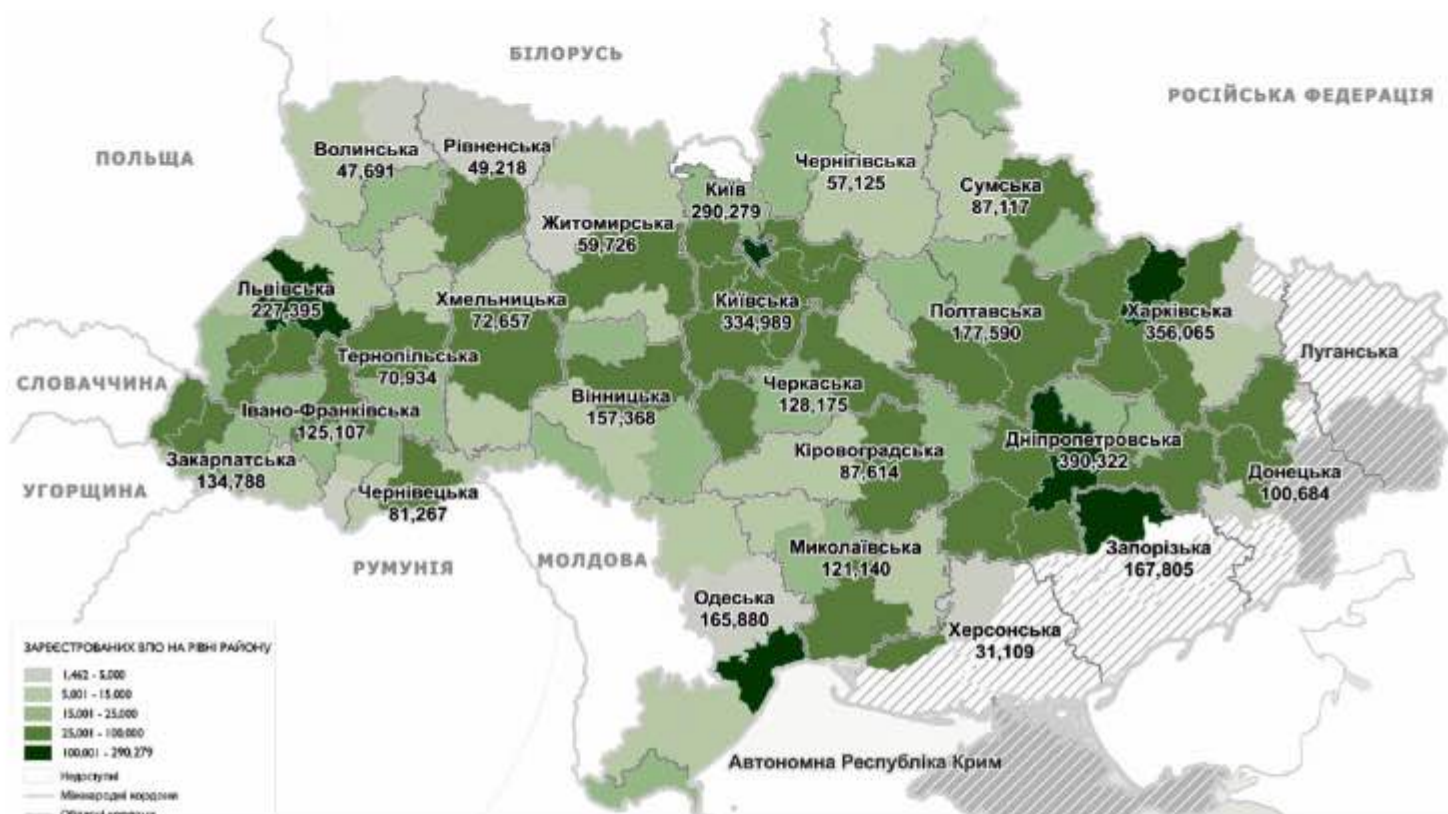 БІЛОРУСЬ
РОСІЙСЬКА ФЕДЕРАЦІЯ
ПОЛЬЩА
Волинська
47,691
Рівненська
49,218
Чернігівська
57,125
Сумська
87,117
Київ
290,279
Житомирська
59,726
Львівська
227,395
Хмельницька
72,657
Київська
334,989
Полтавська
177,590
Харківська
356,065
Луганська
СЛОВАЧЧИНА
Тернопільська
70,934
Вінницька
157,368
Черкаська
128,175
Івано-Франківська
125,107
Дніпропетровська
390,322
Кіровоградська
87,614
Закарпатська
134,788
Донецька
100,684
УГОРЩИНА
Чернівецька
81,267
РУМУНІЯ
МОЛДОВА
Миколаївська
121,140
Запорізька
167,805
Одеська
165,880
Херсонська
31,109
Автономна Республіка Крим
ЗАРЕЄСТРОВАНИХ ВПО НА РІВНІ РАЙОНУ
1,462 - 5,000
5,001 - 15,000
15,001 - 25,000
25,001 - 100,000
100,001 - 290,279
Недоступні
Міжнародні кордони